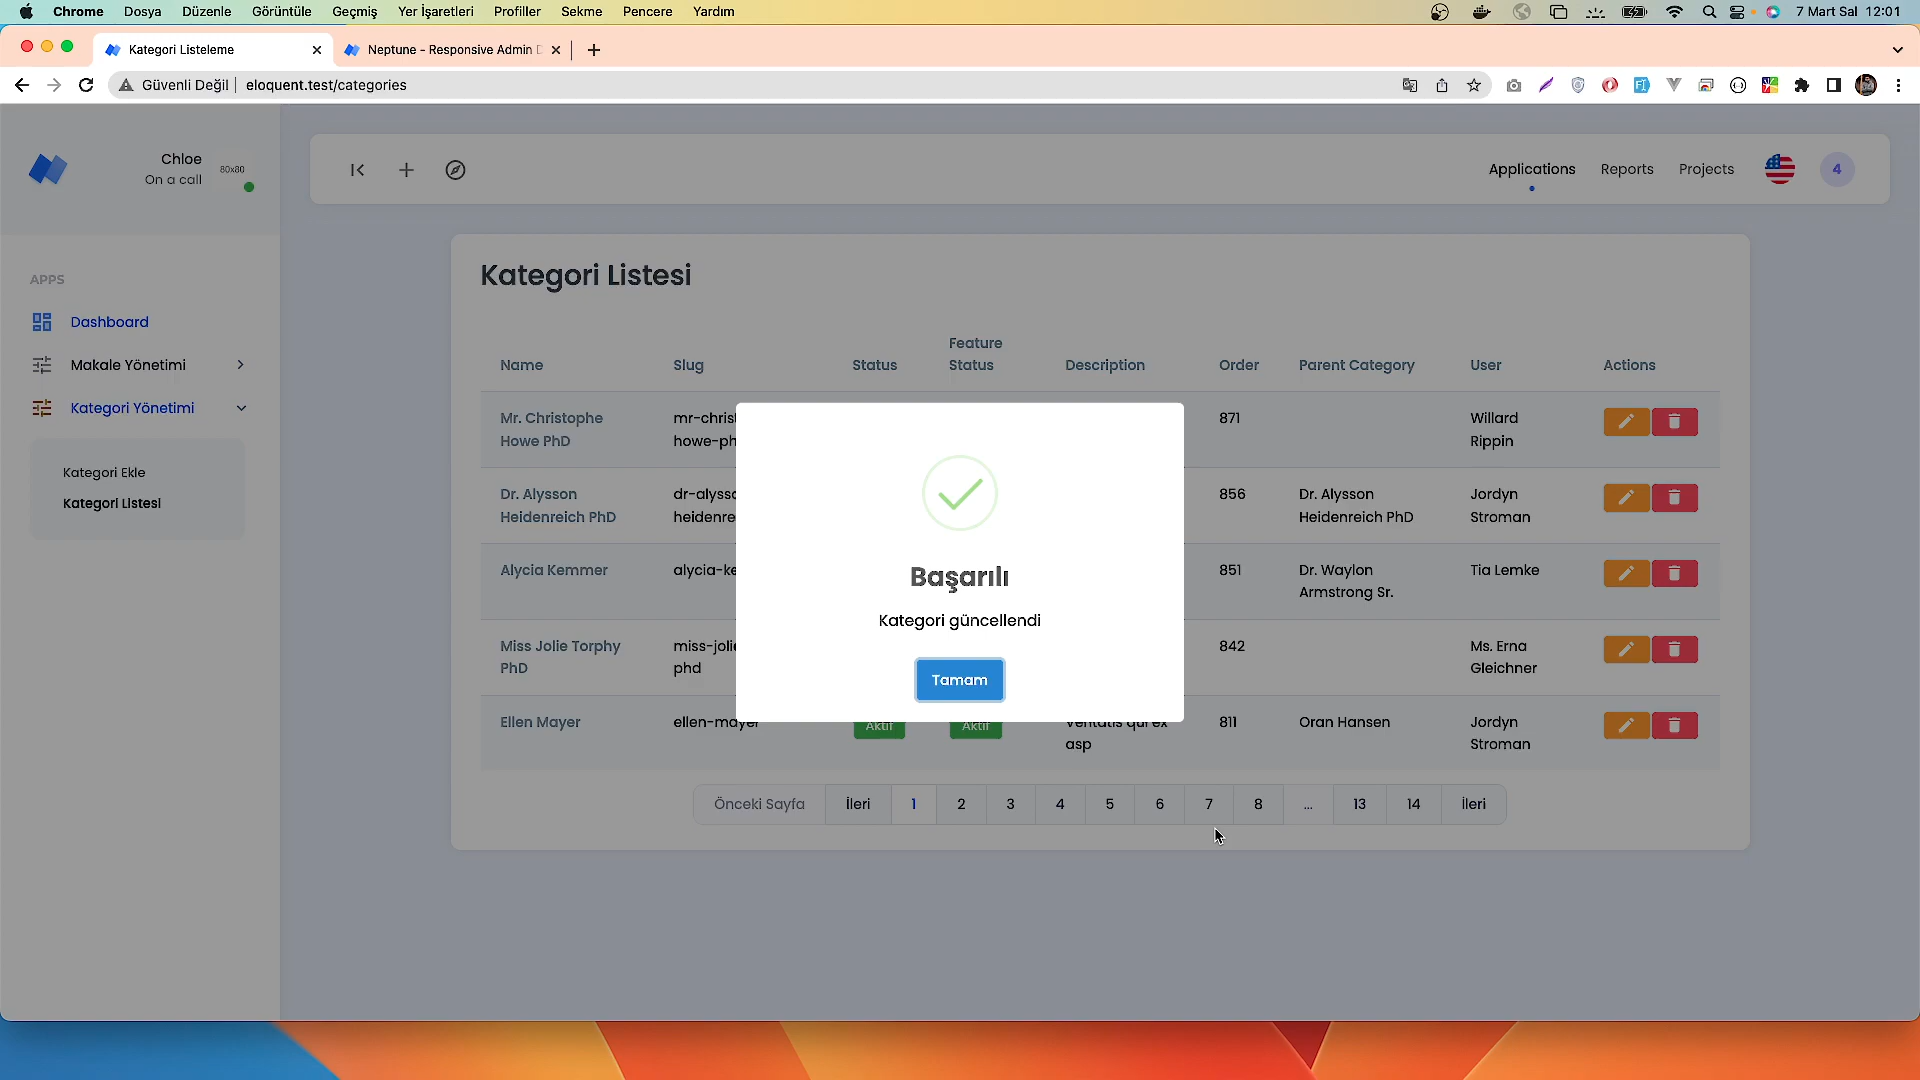 Chrome Dosya Düzenle Görüntüle Geçmiş Yer İşaretleri Profiller Sekme Pencere Yardım 7 Mart Sal 12:01
Kategori Listeleme Neptune - Responsive Admin D
Güvenli Değil eloquent.test/categories
Chloe
On a call
80x80
Applications Reports Projects 4
APPS
Dashboard
Makale Yönetimi
Kategori Yönetimi
Kategori Ekle
Kategori Listesi
Kategori Listesi
Name Slug Status Feature Status Description Order Parent Category User Actions
Mr. Christophe mr-christ 871 Willard
Howe PhD howe-ph Rippin
Dr. Alysson dr-alysso 856 Dr. Alysson Jordyn
Heidenreich PhD heidenre Heidenreich PhD Stroman
Alycia Kemmer alycia-ke 851 Dr. Waylon Tia Lemke
Armstrong Sr.
Miss Jolie Torphy miss-jolie 842 Ms. Erna
PhD phd Gleichner
Ellen Mayer ellen-mayer Aktif Aktif Veritatis qui ex 811 Oran Hansen Jordyn
asp Stroman
Başarılı
Kategori güncellendi
Tamam
Önceki Sayfa İleri 1 2 3 4 5 6 7 8 ... 13 14 İleri